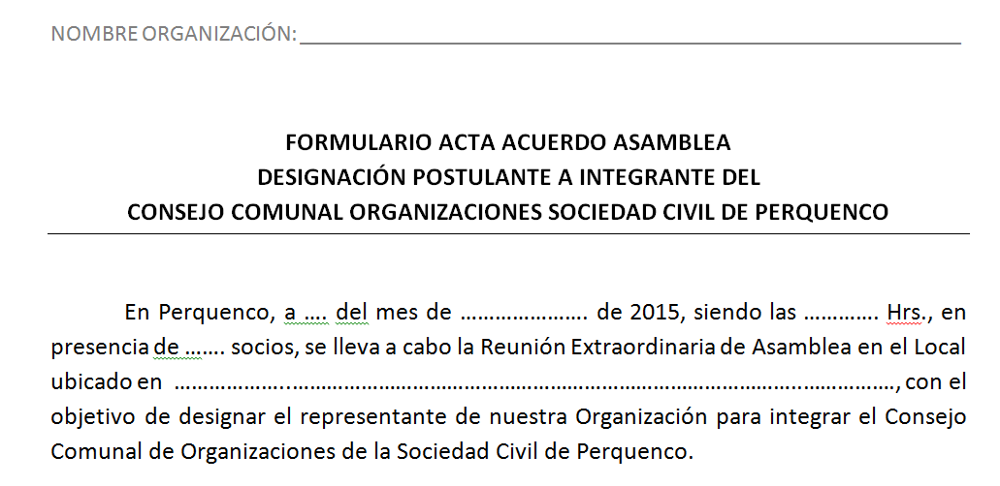 NOMBRE ORGANIZACIÓN: ______________________________________________________
FORMULARIO ACTA ACUERDO ASAMBLEA
DESIGNACIÓN POSTULANTE A INTEGRANTE DEL
CONSEJO COMUNAL ORGANIZACIONES SOCIEDAD CIVIL DE PERQUENCO
En Perquenco, a …. del mes de …………………. de 2015, siendo las …………. Hrs., en
presencia de ……. socios, se lleva a cabo la Reunión Extraordinaria de Asamblea en el Local
ubicado en ………………..……………………….……………………………….………………..……………, con el
objetivo de designar el representante de nuestra Organización para integrar el Consejo
Comunal de Organizaciones de la Sociedad Civil de Perquenco.